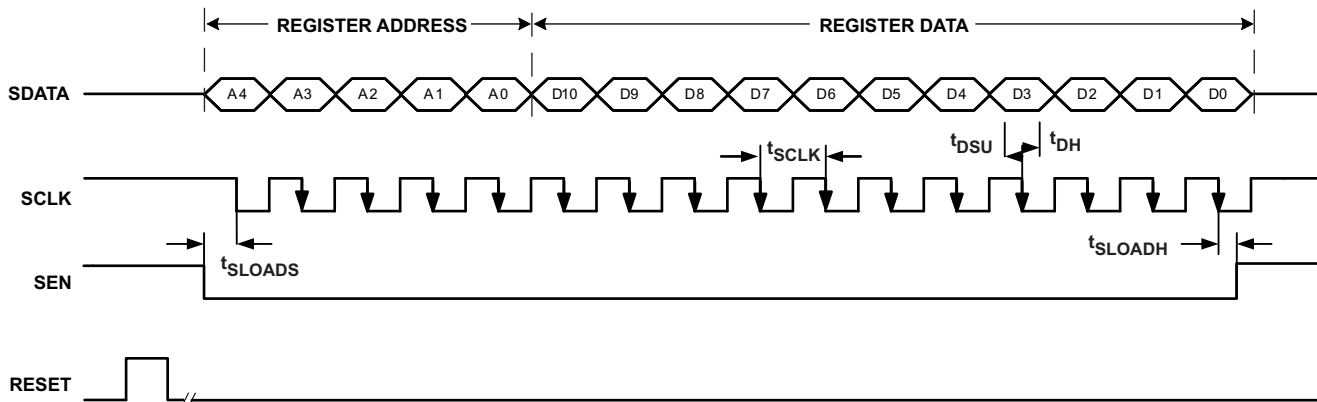 REGISTER ADDRESS REGISTER DATA
SDATA A4 A3 A2 A1 A0 D10 D9 D8 D7 D6 D5 D4 D3 D2 D1 D0
tSCLK tDSU tDH
SCLK
tSLOADS tSLOADH
SEN
RESET